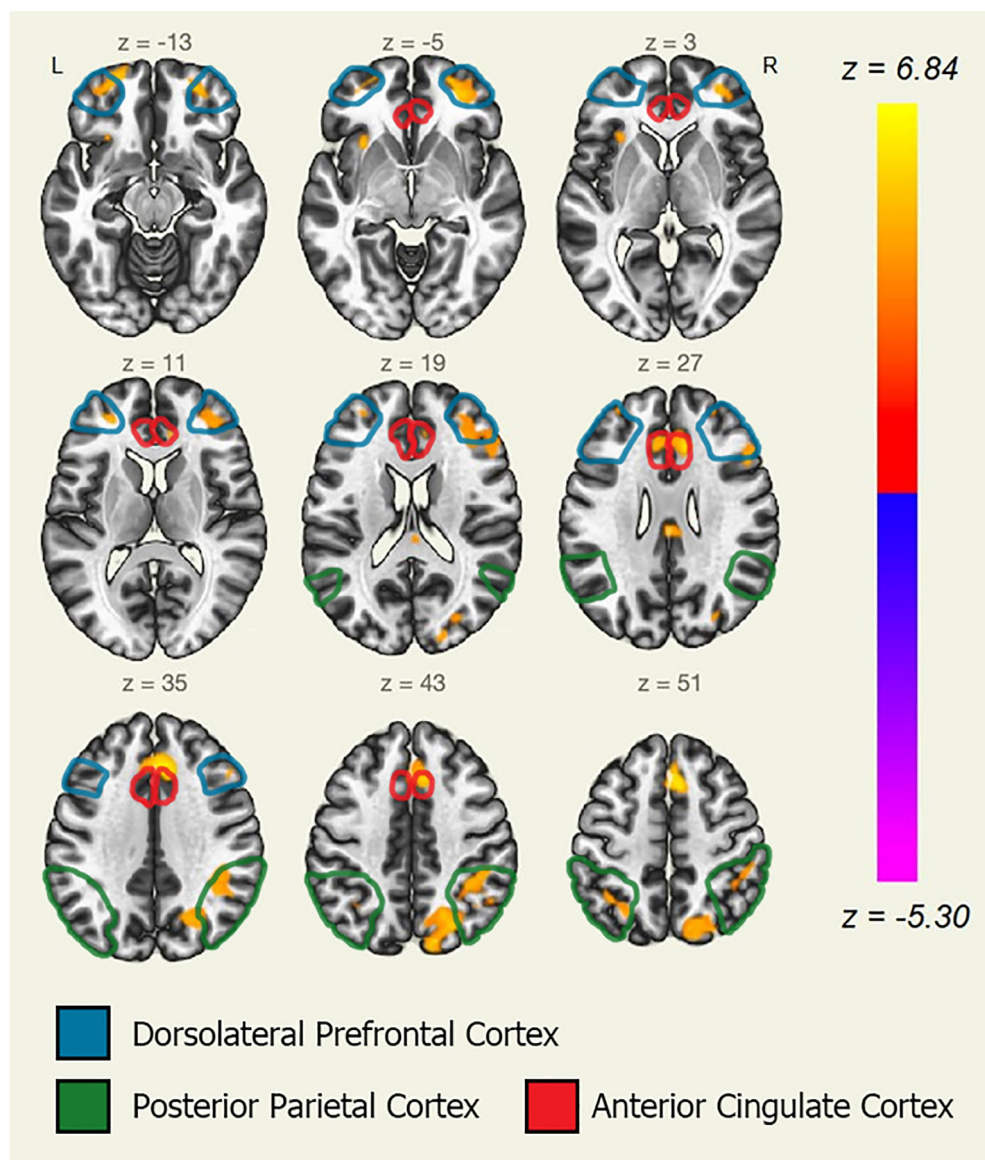 z = -13
z = -5
z = 3
L
R
z = 6.84
z = 11
z = 19
z = 27
z = 35
z = 43
z = 51
z = -5.30
Dorsolateral Prefrontal Cortex
Posterior Parietal Cortex
Anterior Cingulate Cortex